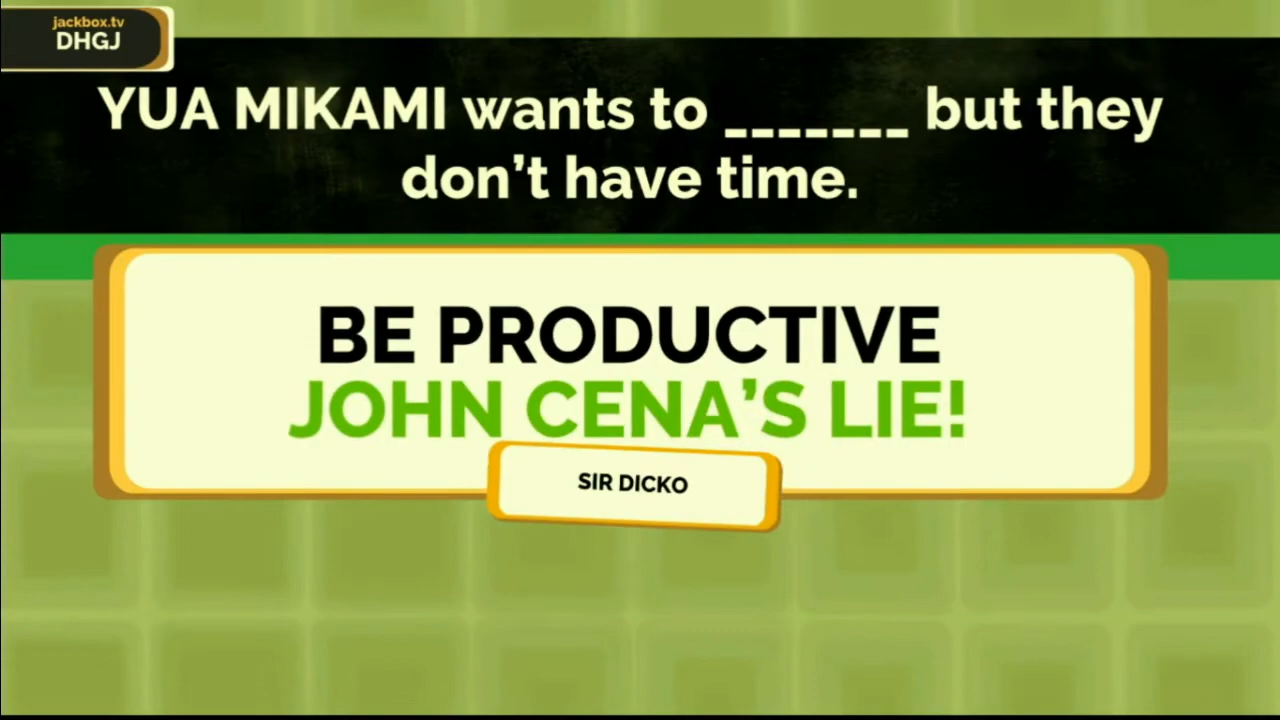 jackbox.tv
DHGJ
YUA MIKAMI wants to _______ but they
don’t have time.
BE PRODUCTIVE
JOHN CENA’S LIE!
SIR DICKO